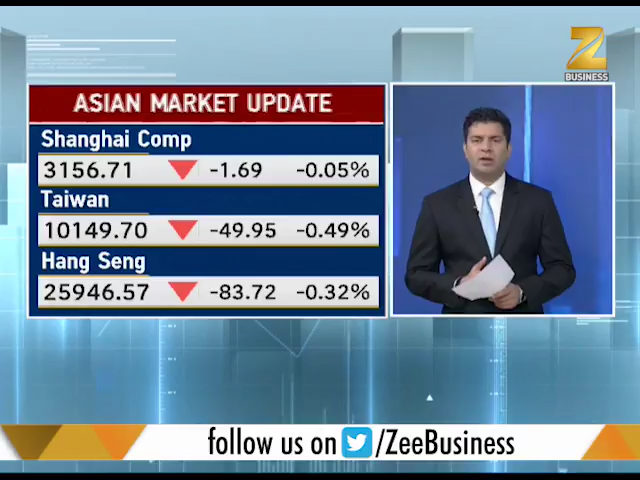 Z
ZEE
BUSINESS
ASIAN MARKET UPDATE
Shanghai Comp
3156.71 -1.69 -0.05%
Taiwan
10149.70 -49.95 -0.49%
Hang Seng
25946.57 -83.72 -0.32%
follow us on /ZeeBusiness